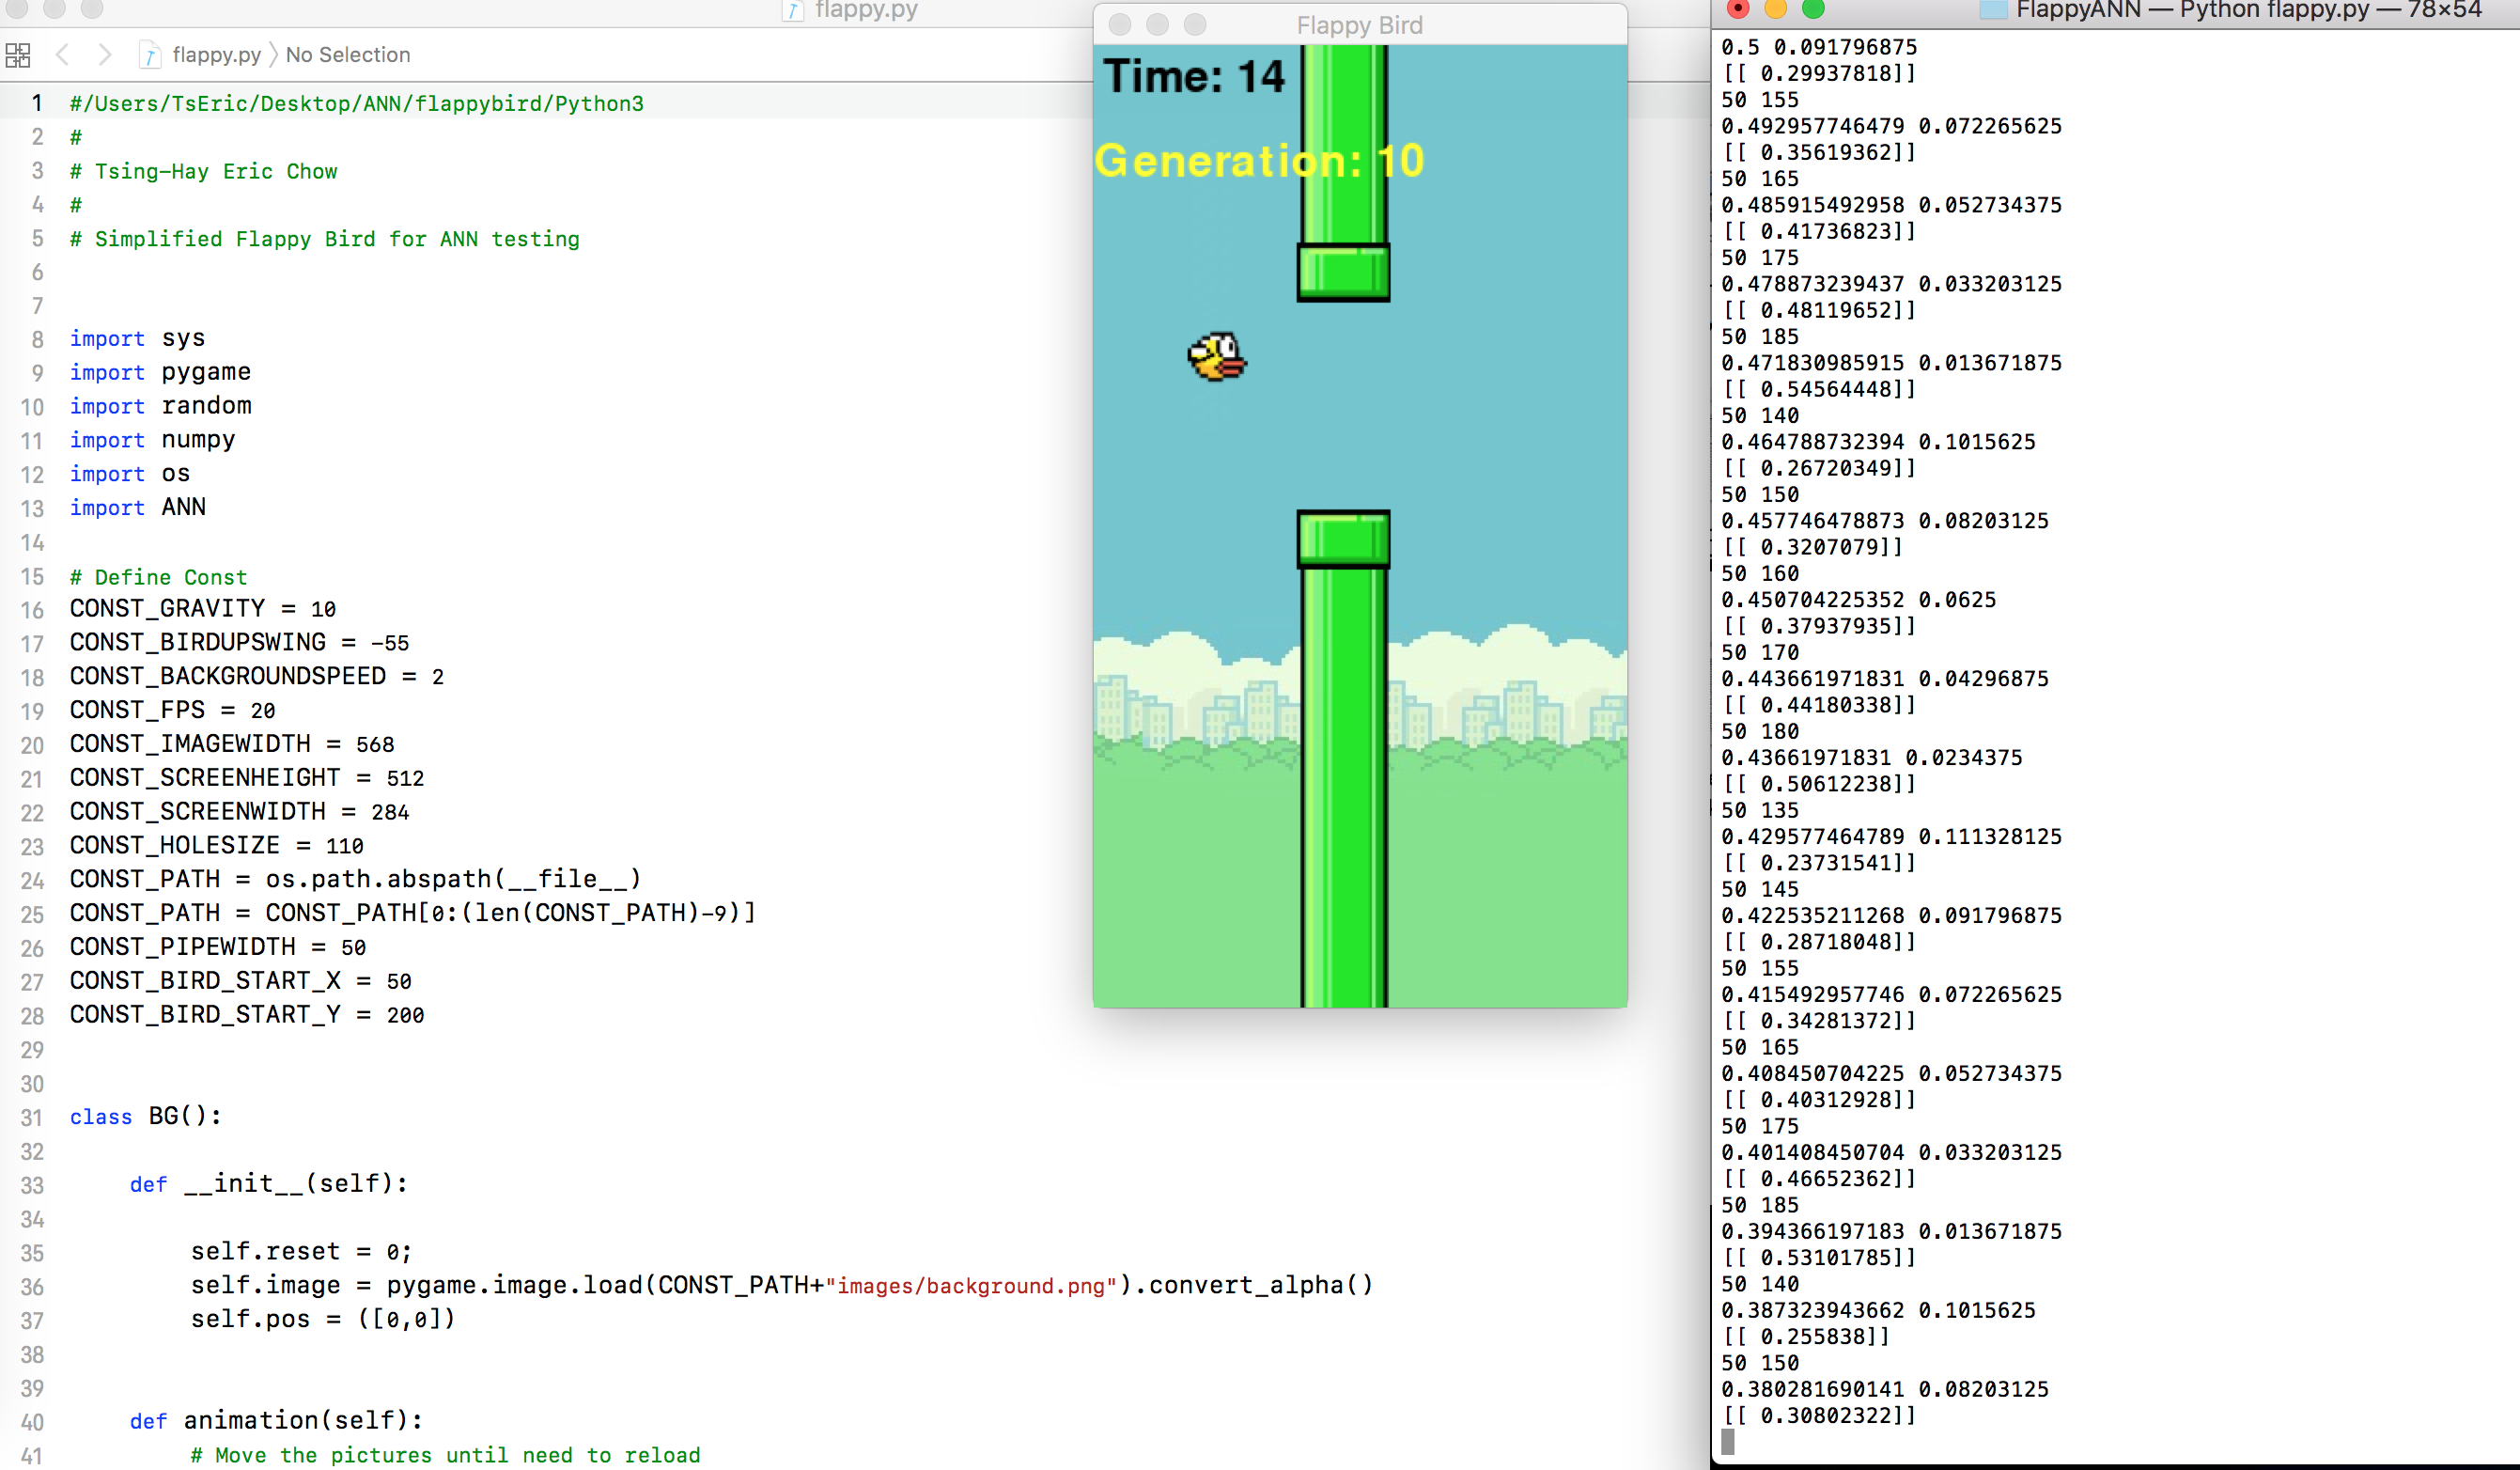 flappy.py
flappy.py 〉No Selection
1 #/Users/TsEric/Desktop/ANN/flappybird/Python3
2 #
3 # Tsing-Hay Eric Chow
4 #
5 # Simplified Flappy Bird for ANN testing
6
7
8 import sys
9 import pygame
10 import random
11 import numpy
12 import os
13 import ANN
14
15 # Define Const
16 CONST_GRAVITY = 10
17 CONST_BIRDUPSWING = -55
18 CONST_BACKGROUNDSPEED = 2
19 CONST_FPS = 20
20 CONST_IMAGEWIDTH = 568
21 CONST_SCREENHEIGHT = 512
22 CONST_SCREENWIDTH = 284
23 CONST_HOLESIZE = 110
24 CONST_PATH = os.path.abspath(__file__)
25 CONST_PATH = CONST_PATH[0:(len(CONST_PATH)-9)]
26 CONST_PIPEWIDTH = 50
27 CONST_BIRD_START_X = 50
28 CONST_BIRD_START_Y = 200
29
30
31 class BG():
32
33 def __init__(self):
34
35 self.reset = 0;
36 self.image = pygame.image.load(CONST_PATH+"images/background.png").convert_alpha()
37 self.pos = ([0,0])
38
39
40 def animation(self):
41 # Move the pictures until need to reload
Flappy Bird
Time: 14
Generation: 10
FlappyANN — Python flappy.py — 78×54
0.5 0.091796875
[[ 0.29937818]]
50 155
0.492957746479 0.072265625
[[ 0.35619362]]
50 165
0.485915492958 0.052734375
[[ 0.41736823]]
50 175
0.478873239437 0.033203125
[[ 0.48119652]]
50 185
0.471830985915 0.013671875
[[ 0.54564448]]
50 140
0.464788732394 0.1015625
[[ 0.26720349]]
50 150
0.457746478873 0.08203125
[[ 0.3207079]]
50 160
0.450704225352 0.0625
[[ 0.37937935]]
50 170
0.443661971831 0.04296875
[[ 0.44180338]]
50 180
0.43661971831 0.0234375
[[ 0.50612238]]
50 135
0.429577464789 0.111328125
[[ 0.23731541]]
50 145
0.422535211268 0.091796875
[[ 0.28718048]]
50 155
0.415492957746 0.072265625
[[ 0.34281372]]
50 165
0.408450704225 0.052734375
[[ 0.40312928]]
50 175
0.401408450704 0.033203125
[[ 0.46652362]]
50 185
0.394366197183 0.013671875
[[ 0.53101785]]
50 140
0.387323943662 0.1015625
[[ 0.255838]]
50 150
0.380281690141 0.08203125
[[ 0.30802322]]